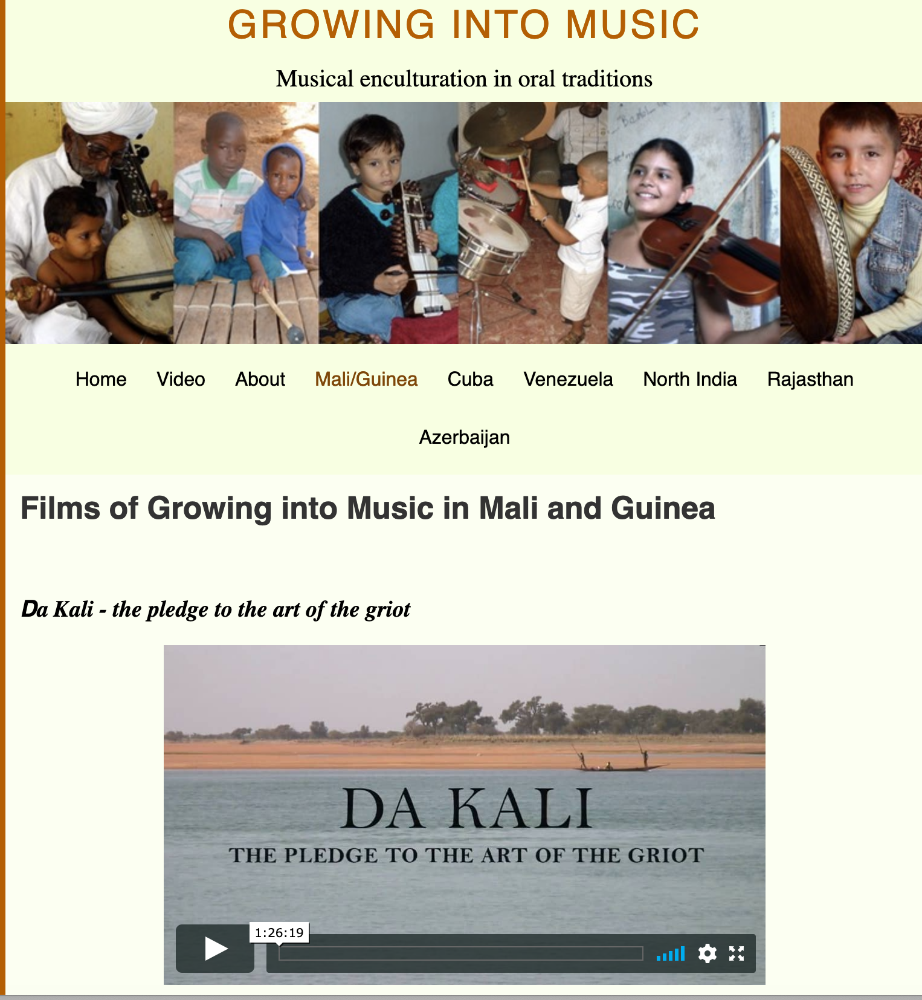 GROWING INTO MUSIC
Musical enculturation in oral traditions
Home Video About Mali/Guinea Cuba Venezuela North India Rajasthan
Azerbaijan
Films of Growing into Music in Mali and Guinea
Da Kali - the pledge to the art of the griot
DA KALI
THE PLEDGE TO THE ART OF THE GRIOT
1:26:19